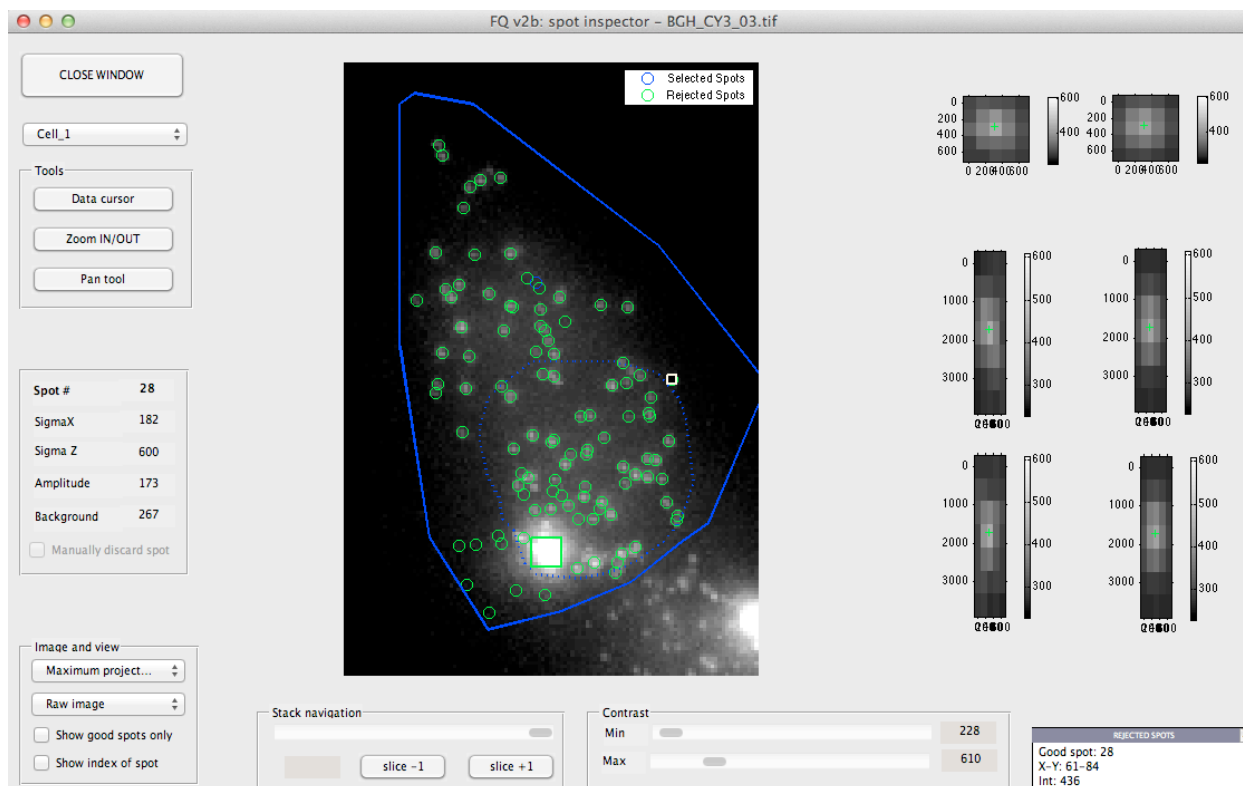 FQ v2b: spot inspector – BGH_CY3_03.tif
CLOSE WINDOW
Cell_1
Tools
Data cursor
Zoom IN/OUT
Pan tool
Spot # 28
SigmaX 182
Sigma Z 600
Amplitude 173
Background 267
Manually discard spot
Image and view
Maximum project...
Raw image
Show good spots only
Show index of spot
Selected Spots
Rejected Spots
Stack navigation
slice −1 slice +1
Contrast
Min 228
Max 610
0
200
400
600
600
400
0
200
400
600
600
400
0
1000
2000
3000
600
500
400
300
0
1000
2000
3000
600
500
400
300
0
1000
2000
3000
600
500
400
300
0
1000
2000
3000
600
500
400
300
REJECTED SPOTS
Good spot: 28
X-Y: 61-84
Int: 436